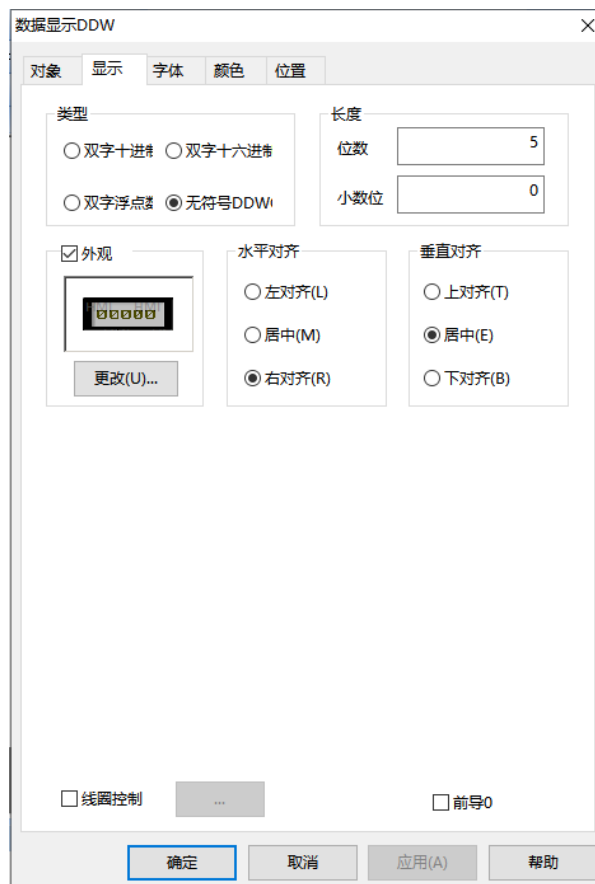 数据显示DDW
对象 显示 字体 颜色 位置
类型
双字十进制 双字十六进制
双字浮点数 无符号DDW(
长度
位数 5
小数位 0
外观
00000
更改(U)...
水平对齐
左对齐(L)
居中(M)
右对齐(R)
垂直对齐
上对齐(T)
居中(E)
下对齐(B)
线圈控制 ... 前导0
确定 取消 应用(A) 帮助